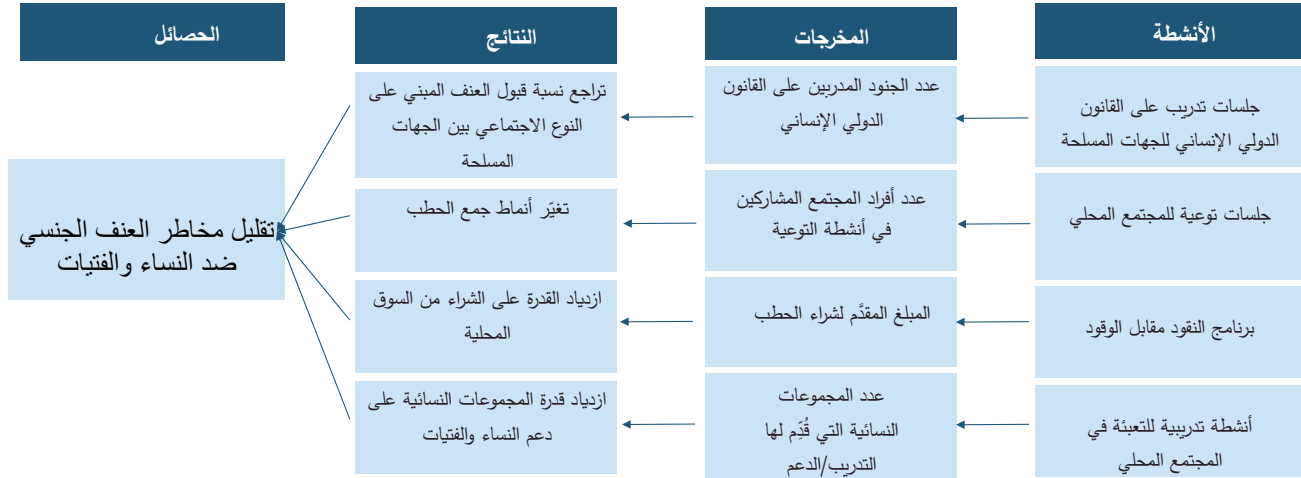 الأنشطة
المخرجات
النتائج
الحصائل
جلسات تدريب على القانون
الدولي الإنساني للجهات المسلحة
عدد الجنود المدربين على القانون
الدولي الإنساني
تراجع نسبة قبول العنف المبني على
النوع الاجتماعي بين الجهات
المسلحة
جلسات توعية للمجتمع المحلي
عدد أفراد المجتمع المشاركين
في أنشطة التوعية
تغيّر أنماط جمع الحطب
برنامج النقود مقابل الوقود
المبلغ المقدَّم لشراء الحطب
ازدياد القدرة على الشراء من السوق
المحلية
أنشطة تدريبية للتعبئة في
المجتمع المحلي
عدد المجموعات
النسائية التي قُدِّم لها
التدريب/الدعم
ازدياد قدرة المجموعات النسائية على
دعم النساء والفتيات
تقليل مخاطر العنف الجنسي
ضد النساء والفتيات